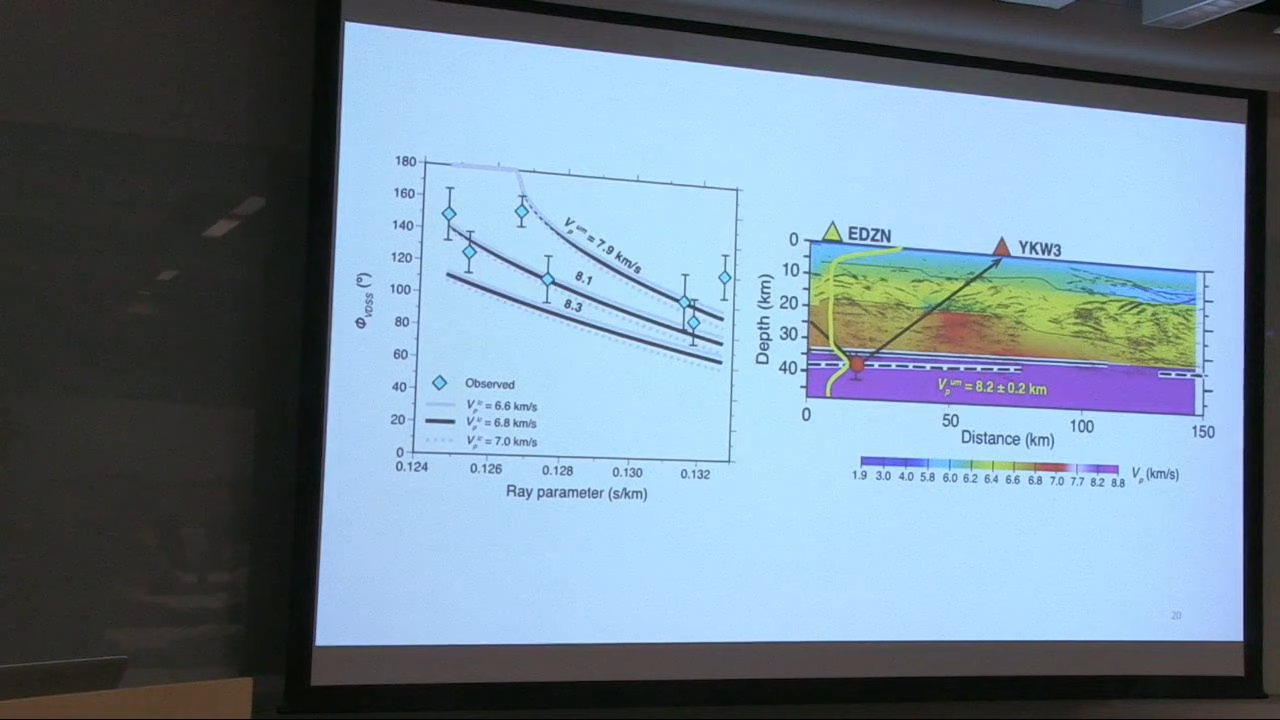 180
160
140
120
100
80
60
40
20
0
Φ_VDSS (°)
V_p^um = 7.9 km/s
8.1
8.3
Observed
V_p^lc = 6.6 km/s
V_p^lc = 6.8 km/s
V_p^lc = 7.0 km/s
0.124 0.126 0.128 0.130 0.132
Ray parameter (s/km)
EDZN YKW3
0
10
20
30
40
Depth (km)
V_p^um = 8.2 ± 0.2 km
0 50 100 150
Distance (km)
1.9 3.0 4.0 5.8 6.0 6.2 6.4 6.6 6.8 7.0 7.7 8.2 8.8 V_p (km/s)
20